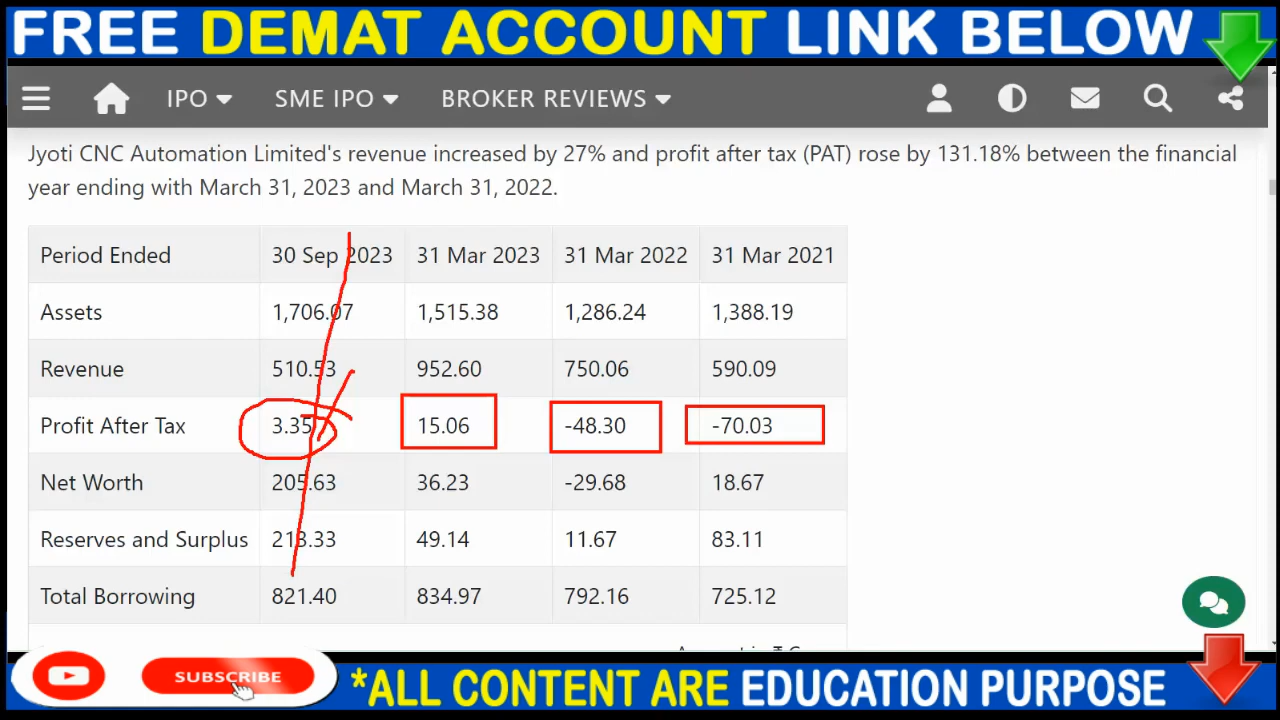 FREE DEMAT ACCOUNT LINK BELOW
IPO SME IPO BROKER REVIEWS
Jyoti CNC Automation Limited's revenue increased by 27% and profit after tax (PAT) rose by 131.18% between the financial
year ending with March 31, 2023 and March 31, 2022.
Period Ended 30 Sep 2023 31 Mar 2023 31 Mar 2022 31 Mar 2021
Assets 1,706.07 1,515.38 1,286.24 1,388.19
Revenue 510.53 952.60 750.06 590.09
Profit After Tax 3.35 15.06 -48.30 -70.03
Net Worth 205.63 36.23 -29.68 18.67
Reserves and Surplus 213.33 49.14 11.67 83.11
Total Borrowing 821.40 834.97 792.16 725.12
SUBSCRIBE
*ALL CONTENT ARE EDUCATION PURPOSE